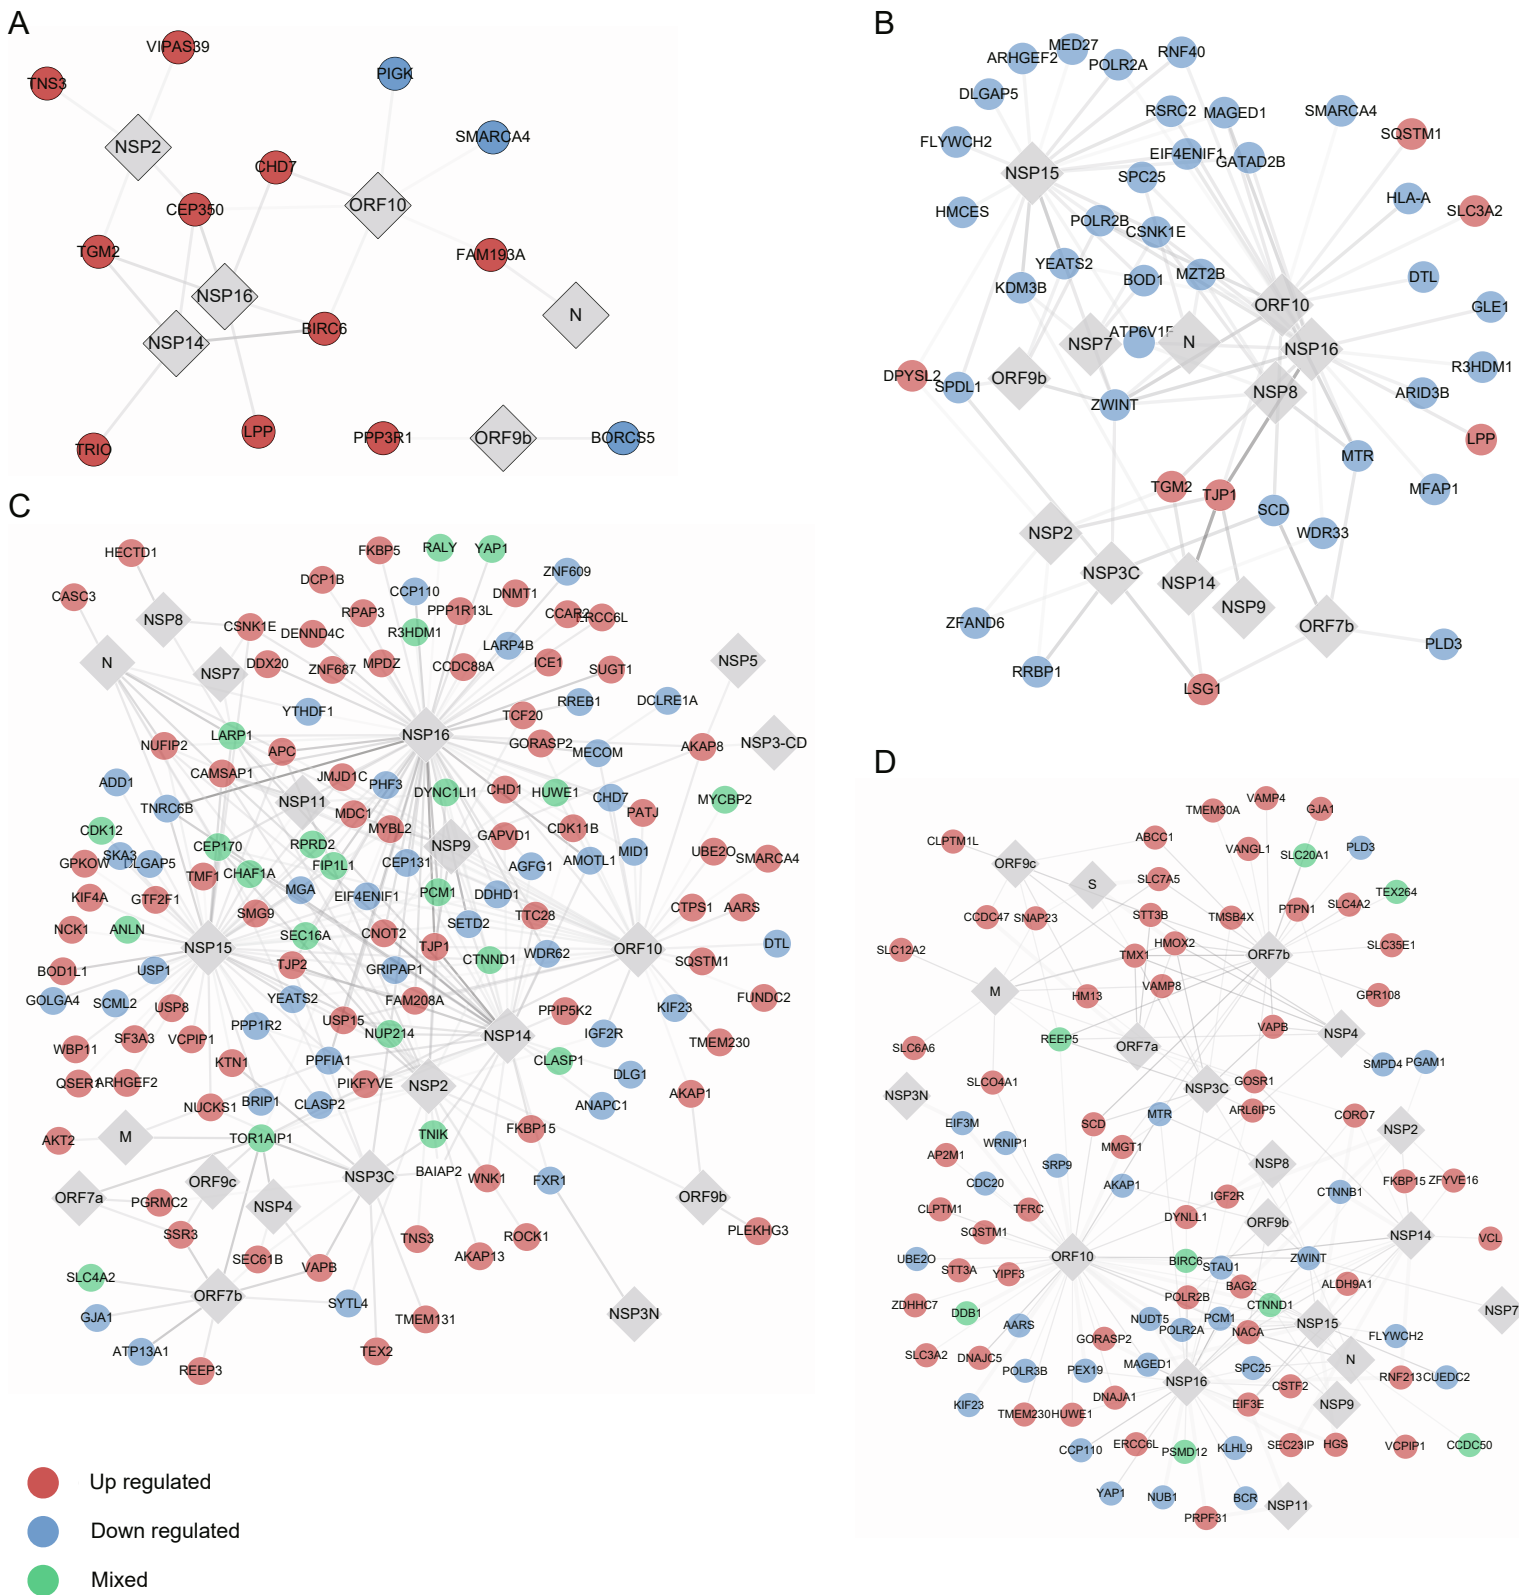 A
VIPAS39
TNS3
PIGK
NSP2
SMARCA4
CHD7
CEP350
ORF10
TGM2
FAM193A
NSP16
N
BIRC6
NSP14
LPP
PPP3R1
ORF9b
BORCS5
TRIO
B
MED27
RNF40
ARHGEF2
POLR2A
DLGAP5
RSRC2
MAGED1
SMARCA4
SQSTM1
FLYWCH2
EIF4ENIF1
GATAD2B
NSP15
SPC25
HMCES
HLA-A
SLC3A2
POLR2B
CSNK1E
YEATS2
BOD1
MZT2B
DTL
KDM3B
ORF10
GLE1
ATP6V1F
NSP7
N
NSP16
R3HDM1
DPYSL2
SPDL1
ORF9b
NSP8
ARID3B
ZWINT
LPP
MTR
TGM2
TJP1
MFAP1
SCD
NSP2
WDR33
NSP3C
NSP14
NSP9
ZFAND6
ORF7b
PLD3
RRBP1
LSG1
C
HECTD1
FKBP5
RALY
YAP1
ZNF609
DCP1B
CCP110
DNMT1
CASC3
RPAP3
PPP1R13L
CCAR2
ERCC6L
NSP8
CSNK1E
DENND4C
R3HDM1
LARP4B
N
DDX20
ZNF687
MPDZ
CCDC88A
ICE1
SUGT1
NSP5
NSP7
RREB1
DCLRE1A
YTHDF1
TCF20
LARP1
NSP16
NUFIP2
APC
GORASP2
MECOM
AKAP8
NSP3-CD
CAMSAP1
JMJD1C
PHF3
ADD1
DYNC1LI1
CHD1
HUWE1
CHD7
MYCBP2
TNRC6B
NSP11
MDC1
PATJ
CDK12
MYBL2
GAPVD1
CDK11B
CEP170
RPRD2
NSP9
UBE2O
SMARCA4
GPKOW
SKA3
DLGAP5
FIP1L1
CEP131
AGFG1
AMOTL1
MID1
TMF1
CHAF1A
KIF4A
GTF2F1
MGA
EIF4ENIF1
PCM1
DDHD1
SMG9
CTPS1
AARS
NCK1
ANLN
SEC16A
CNOT2
SETD2
TTC28
NSP15
TJP1
WDR62
ORF10
DTL
BOD1L1
USP1
TJP2
GRIPAP1
CTNND1
SQSTM1
GOLGA4
SCML2
USP8
YEATS2
FAM208A
PPIP5K2
KIF23
FUNDC2
PPP1R2
USP15
NUP214
NSP14
IGF2R
WBP11
SF3A3
VCPIP1
TMEM230
KTN1
PPFIA1
CLASP1
QSER1
ARHGEF2
PIKFYVE
NSP2
DLG1
NUCKS1
BRIP1
CLASP2
ANAPC1
AKAP1
AKT2
M
TOR1AIP1
TNIK
FKBP15
BAIAP2
ORF7a
ORF9c
NSP3C
WNK1
FXR1
ORF9b
PGRMC2
NSP4
SSR3
PLEKHG3
TNS3
ROCK1
SEC61B
VAPB
AKAP13
SLC4A2
ORF7b
SYTL4
GJA1
TMEM131
NSP3N
ATP13A1
TEX2
REEP3
D
VAMP4
TMEM30A
GJA1
CLPTM1L
ABCC1
VANGL1
PLD3
ORF9c
SLC20A1
S
SLC7A5
TEX264
CCDC47
SNAP23
STT3B
TMSB4X
PTPN1
SLC4A2
SLC12A2
HMOX2
TMX1
ORF7b
SLC35E1
M
HM13
VAMP8
GPR108
VAPB
NSP4
REEP5
ORF7a
SLC6A6
SMPD4
PGAM1
SLCO4A1
NSP3C
GOSR1
NSP3N
ARL6IP5
MTR
CORO7
EIF3M
SCD
NSP2
WRNIP1
MMGT1
AP2M1
SRP9
NSP8
CDC20
AKAP1
CTNNB1
FKBP15
ZFYVE16
IGF2R
CLPTM1
TFRC
DYNLL1
ORF9b
SQSTM1
NSP14
VCL
UBE2O
ORF10
BIRC6
STAU1
ZWINT
STT3A
YIPF3
BAG2
ALDH9A1
ZDHHC7
POLR2B
CTNND1
NSP7
DDB1
AARS
NUDT5
PCM1
NSP15
POLR2A
NACA
FLYWCH2
GORASP2
SLC3A2
DNAJC5
POLR3B
PEX19
MAGED1
SPC25
N
NSP16
CSTF2
RNF213
CUEDC2
KIF23
DNAJA1
EIF3E
NSP9
TMEM230
HUWE1
CCP110
ERCC6L
PSMD12
KLHL9
SEC23IP
HGS
VCPIP1
CCDC50
YAP1
NUB1
BCR
NSP11
PRPF31
Up regulated
Down regulated
Mixed